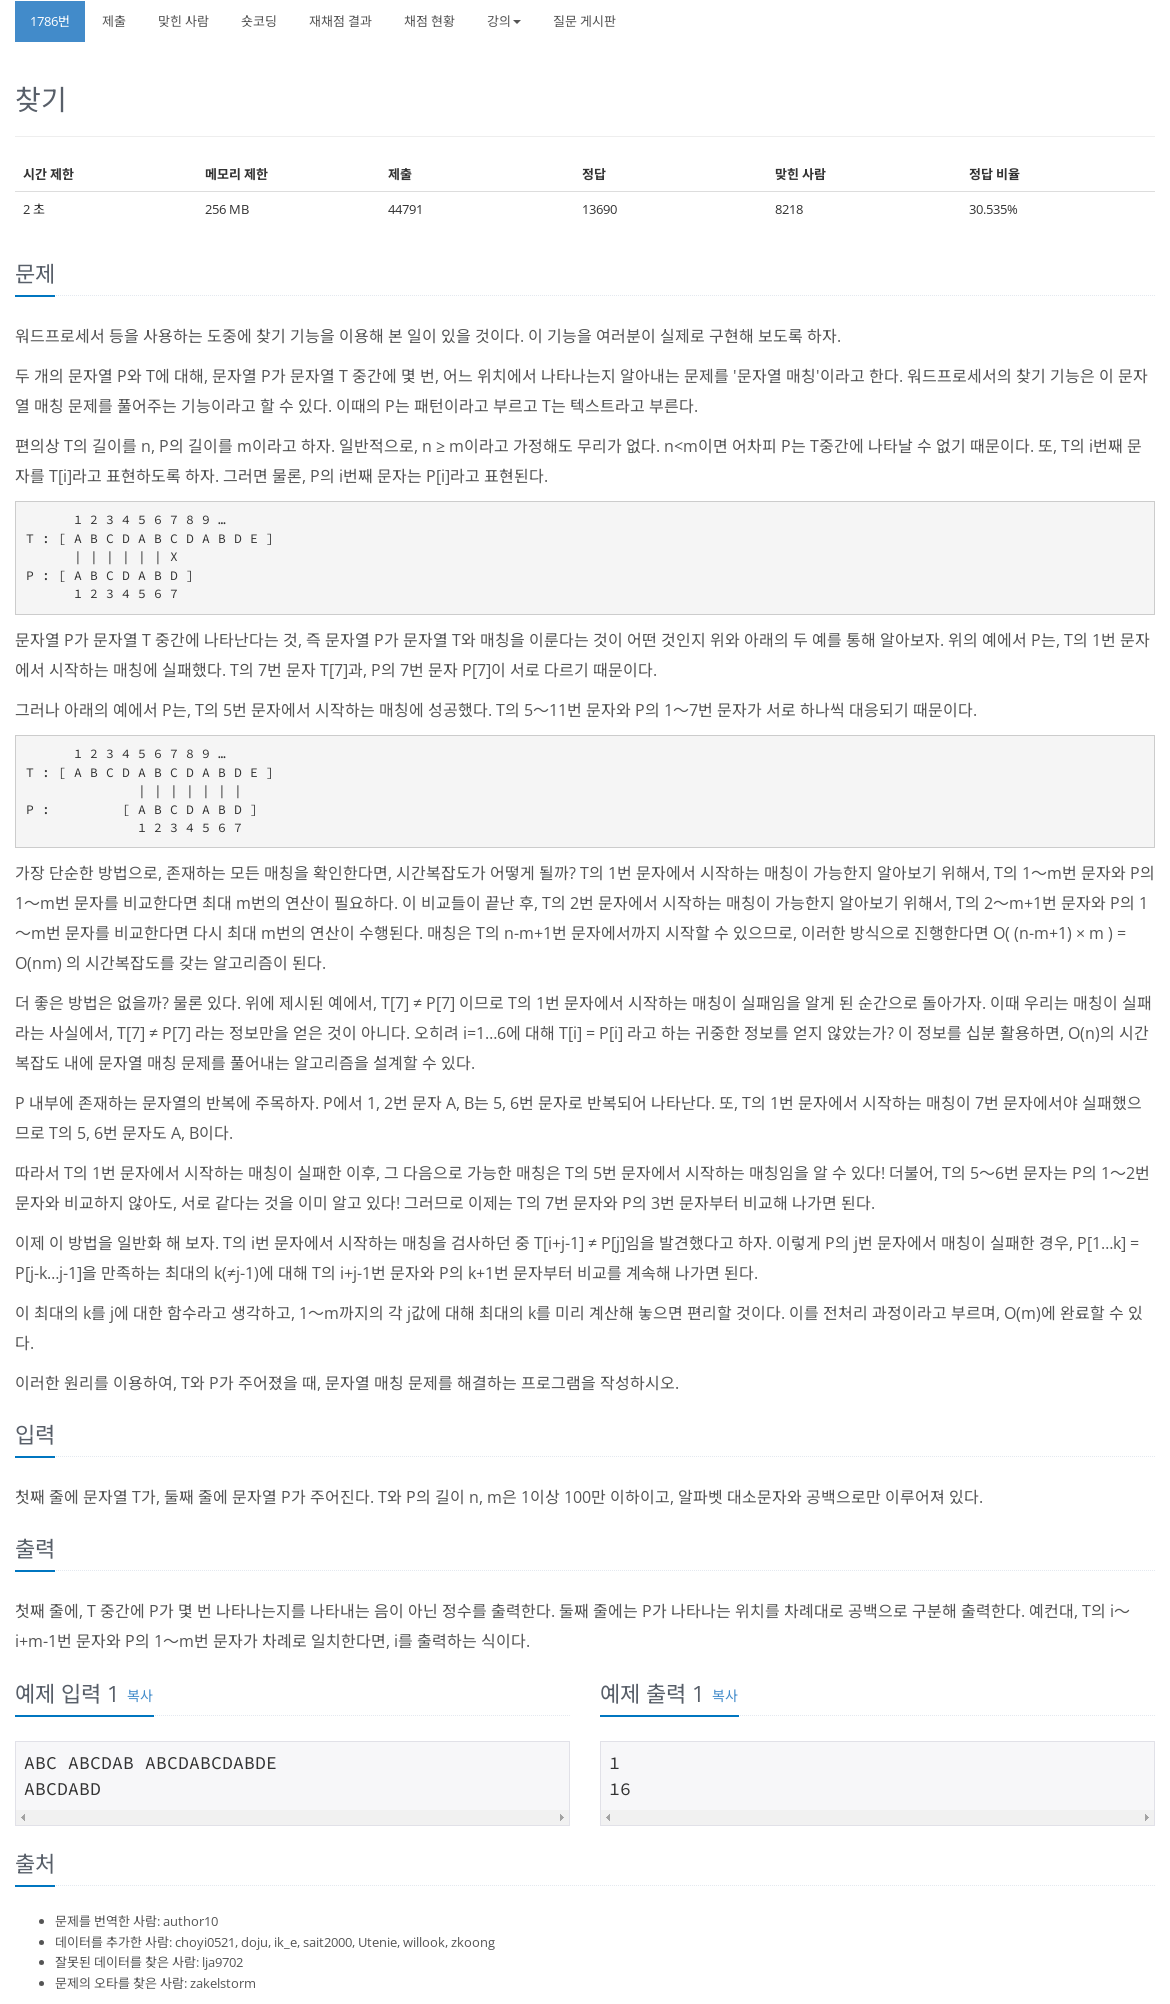 1786번 제출 맞힌 사람 숏코딩 재채점 결과 채점 현황 강의 질문 게시판
찾기
시간 제한 메모리 제한 제출 정답 맞힌 사람 정답 비율
2 초 256 MB 44791 13690 8218 30.535%
문제
워드프로세서 등을 사용하는 도중에 찾기 기능을 이용해 본 일이 있을 것이다. 이 기능을 여러분이 실제로 구현해 보도록 하자.
두 개의 문자열 P와 T에 대해, 문자열 P가 문자열 T 중간에 몇 번, 어느 위치에서 나타나는지 알아내는 문제를 '문자열 매칭'이라고 한다. 워드프로세서의 찾기 기능은 이 문자
열 매칭 문제를 풀어주는 기능이라고 할 수 있다. 이때의 P는 패턴이라고 부르고 T는 텍스트라고 부른다.
편의상 T의 길이를 n, P의 길이를 m이라고 하자. 일반적으로, n ≥ m이라고 가정해도 무리가 없다. n<m이면 어차피 P는 T중간에 나타날 수 없기 때문이다. 또, T의 i번째 문
자를 T[i]라고 표현하도록 하자. 그러면 물론, P의 i번째 문자는 P[i]라고 표현된다.
1 2 3 4 5 6 7 8 9 …
T : [ A B C D A B C D A B D E ]
| | | | | | X
P : [ A B C D A B D ]
1 2 3 4 5 6 7
문자열 P가 문자열 T 중간에 나타난다는 것, 즉 문자열 P가 문자열 T와 매칭을 이룬다는 것이 어떤 것인지 위와 아래의 두 예를 통해 알아보자. 위의 예에서 P는, T의 1번 문자
에서 시작하는 매칭에 실패했다. T의 7번 문자 T[7]과, P의 7번 문자 P[7]이 서로 다르기 때문이다.
그러나 아래의 예에서 P는, T의 5번 문자에서 시작하는 매칭에 성공했다. T의 5～11번 문자와 P의 1～7번 문자가 서로 하나씩 대응되기 때문이다.
1 2 3 4 5 6 7 8 9 …
T : [ A B C D A B C D A B D E ]
| | | | | | |
P : [ A B C D A B D ]
1 2 3 4 5 6 7
가장 단순한 방법으로, 존재하는 모든 매칭을 확인한다면, 시간복잡도가 어떻게 될까? T의 1번 문자에서 시작하는 매칭이 가능한지 알아보기 위해서, T의 1～m번 문자와 P의
1～m번 문자를 비교한다면 최대 m번의 연산이 필요하다. 이 비교들이 끝난 후, T의 2번 문자에서 시작하는 매칭이 가능한지 알아보기 위해서, T의 2～m+1번 문자와 P의 1
～m번 문자를 비교한다면 다시 최대 m번의 연산이 수행된다. 매칭은 T의 n-m+1번 문자에서까지 시작할 수 있으므로, 이러한 방식으로 진행한다면 O( (n-m+1) × m ) =
O(nm) 의 시간복잡도를 갖는 알고리즘이 된다.
더 좋은 방법은 없을까? 물론 있다. 위에 제시된 예에서, T[7] ≠ P[7] 이므로 T의 1번 문자에서 시작하는 매칭이 실패임을 알게 된 순간으로 돌아가자. 이때 우리는 매칭이 실패
라는 사실에서, T[7] ≠ P[7] 라는 정보만을 얻은 것이 아니다. 오히려 i=1…6에 대해 T[i] = P[i] 라고 하는 귀중한 정보를 얻지 않았는가? 이 정보를 십분 활용하면, O(n)의 시간
복잡도 내에 문자열 매칭 문제를 풀어내는 알고리즘을 설계할 수 있다.
P 내부에 존재하는 문자열의 반복에 주목하자. P에서 1, 2번 문자 A, B는 5, 6번 문자로 반복되어 나타난다. 또, T의 1번 문자에서 시작하는 매칭이 7번 문자에서야 실패했으
므로 T의 5, 6번 문자도 A, B이다.
따라서 T의 1번 문자에서 시작하는 매칭이 실패한 이후, 그 다음으로 가능한 매칭은 T의 5번 문자에서 시작하는 매칭임을 알 수 있다! 더불어, T의 5～6번 문자는 P의 1～2번
문자와 비교하지 않아도, 서로 같다는 것을 이미 알고 있다! 그러므로 이제는 T의 7번 문자와 P의 3번 문자부터 비교해 나가면 된다.
이제 이 방법을 일반화 해 보자. T의 i번 문자에서 시작하는 매칭을 검사하던 중 T[i+j-1] ≠ P[j]임을 발견했다고 하자. 이렇게 P의 j번 문자에서 매칭이 실패한 경우, P[1…k] =
P[j-k…j-1]을 만족하는 최대의 k(≠j-1)에 대해 T의 i+j-1번 문자와 P의 k+1번 문자부터 비교를 계속해 나가면 된다.
이 최대의 k를 j에 대한 함수라고 생각하고, 1～m까지의 각 j값에 대해 최대의 k를 미리 계산해 놓으면 편리할 것이다. 이를 전처리 과정이라고 부르며, O(m)에 완료할 수 있
다.
이러한 원리를 이용하여, T와 P가 주어졌을 때, 문자열 매칭 문제를 해결하는 프로그램을 작성하시오.
입력
첫째 줄에 문자열 T가, 둘째 줄에 문자열 P가 주어진다. T와 P의 길이 n, m은 1이상 100만 이하이고, 알파벳 대소문자와 공백으로만 이루어져 있다.
출력
첫째 줄에, T 중간에 P가 몇 번 나타나는지를 나타내는 음이 아닌 정수를 출력한다. 둘째 줄에는 P가 나타나는 위치를 차례대로 공백으로 구분해 출력한다. 예컨대, T의 i～
i+m-1번 문자와 P의 1～m번 문자가 차례로 일치한다면, i를 출력하는 식이다.
예제 입력 1 복사
ABC ABCDAB ABCDABCDABDE
ABCDABD
예제 출력 1 복사
1
16
출처
문제를 번역한 사람: author10
데이터를 추가한 사람: choyi0521, doju, ik_e, sait2000, Utenie, willook, zkoong
잘못된 데이터를 찾은 사람: lja9702
문제의 오타를 찾은 사람: zakelstorm